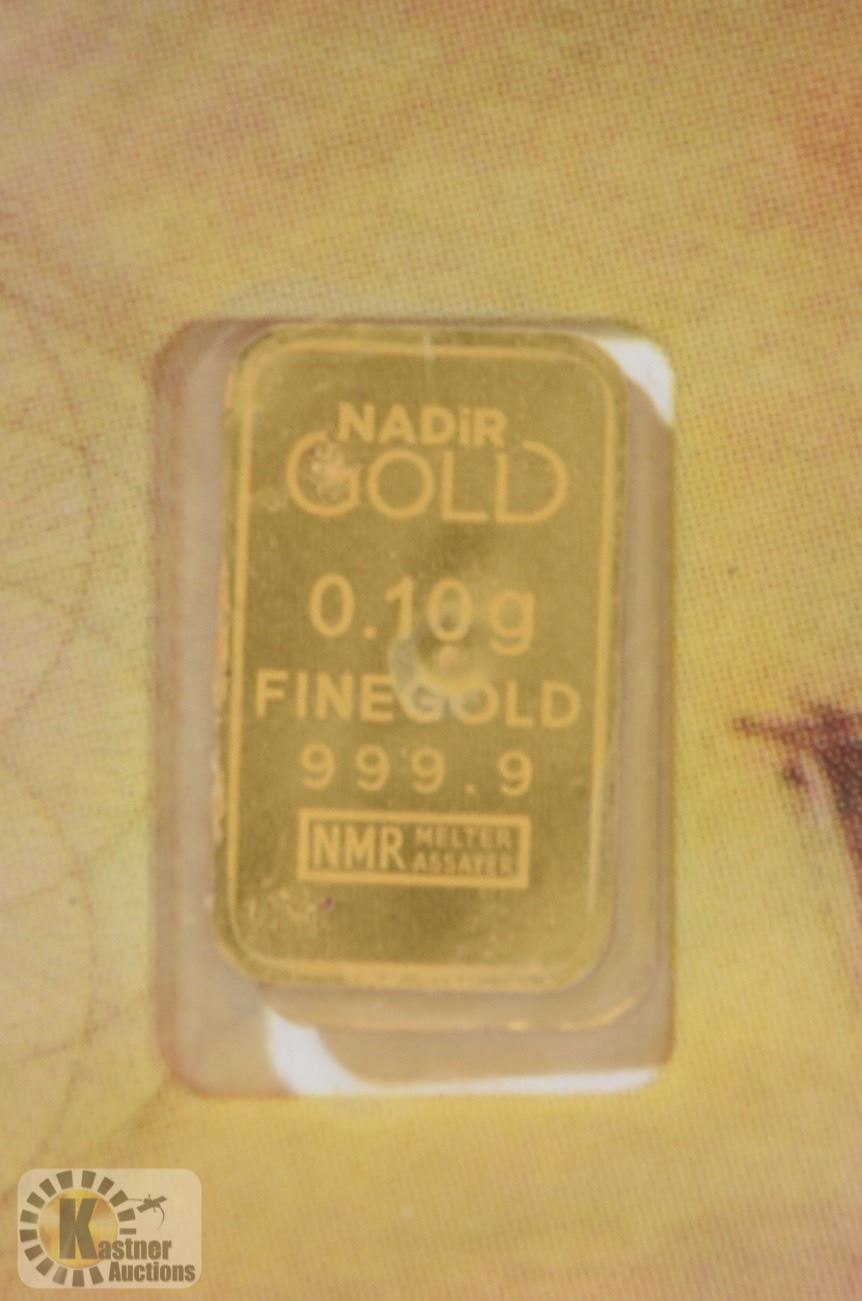 NADiR
GOLD
0.10g
FINEGOLD
999.9
NMR MELTER
ASSAYER
Kastner
Auctions